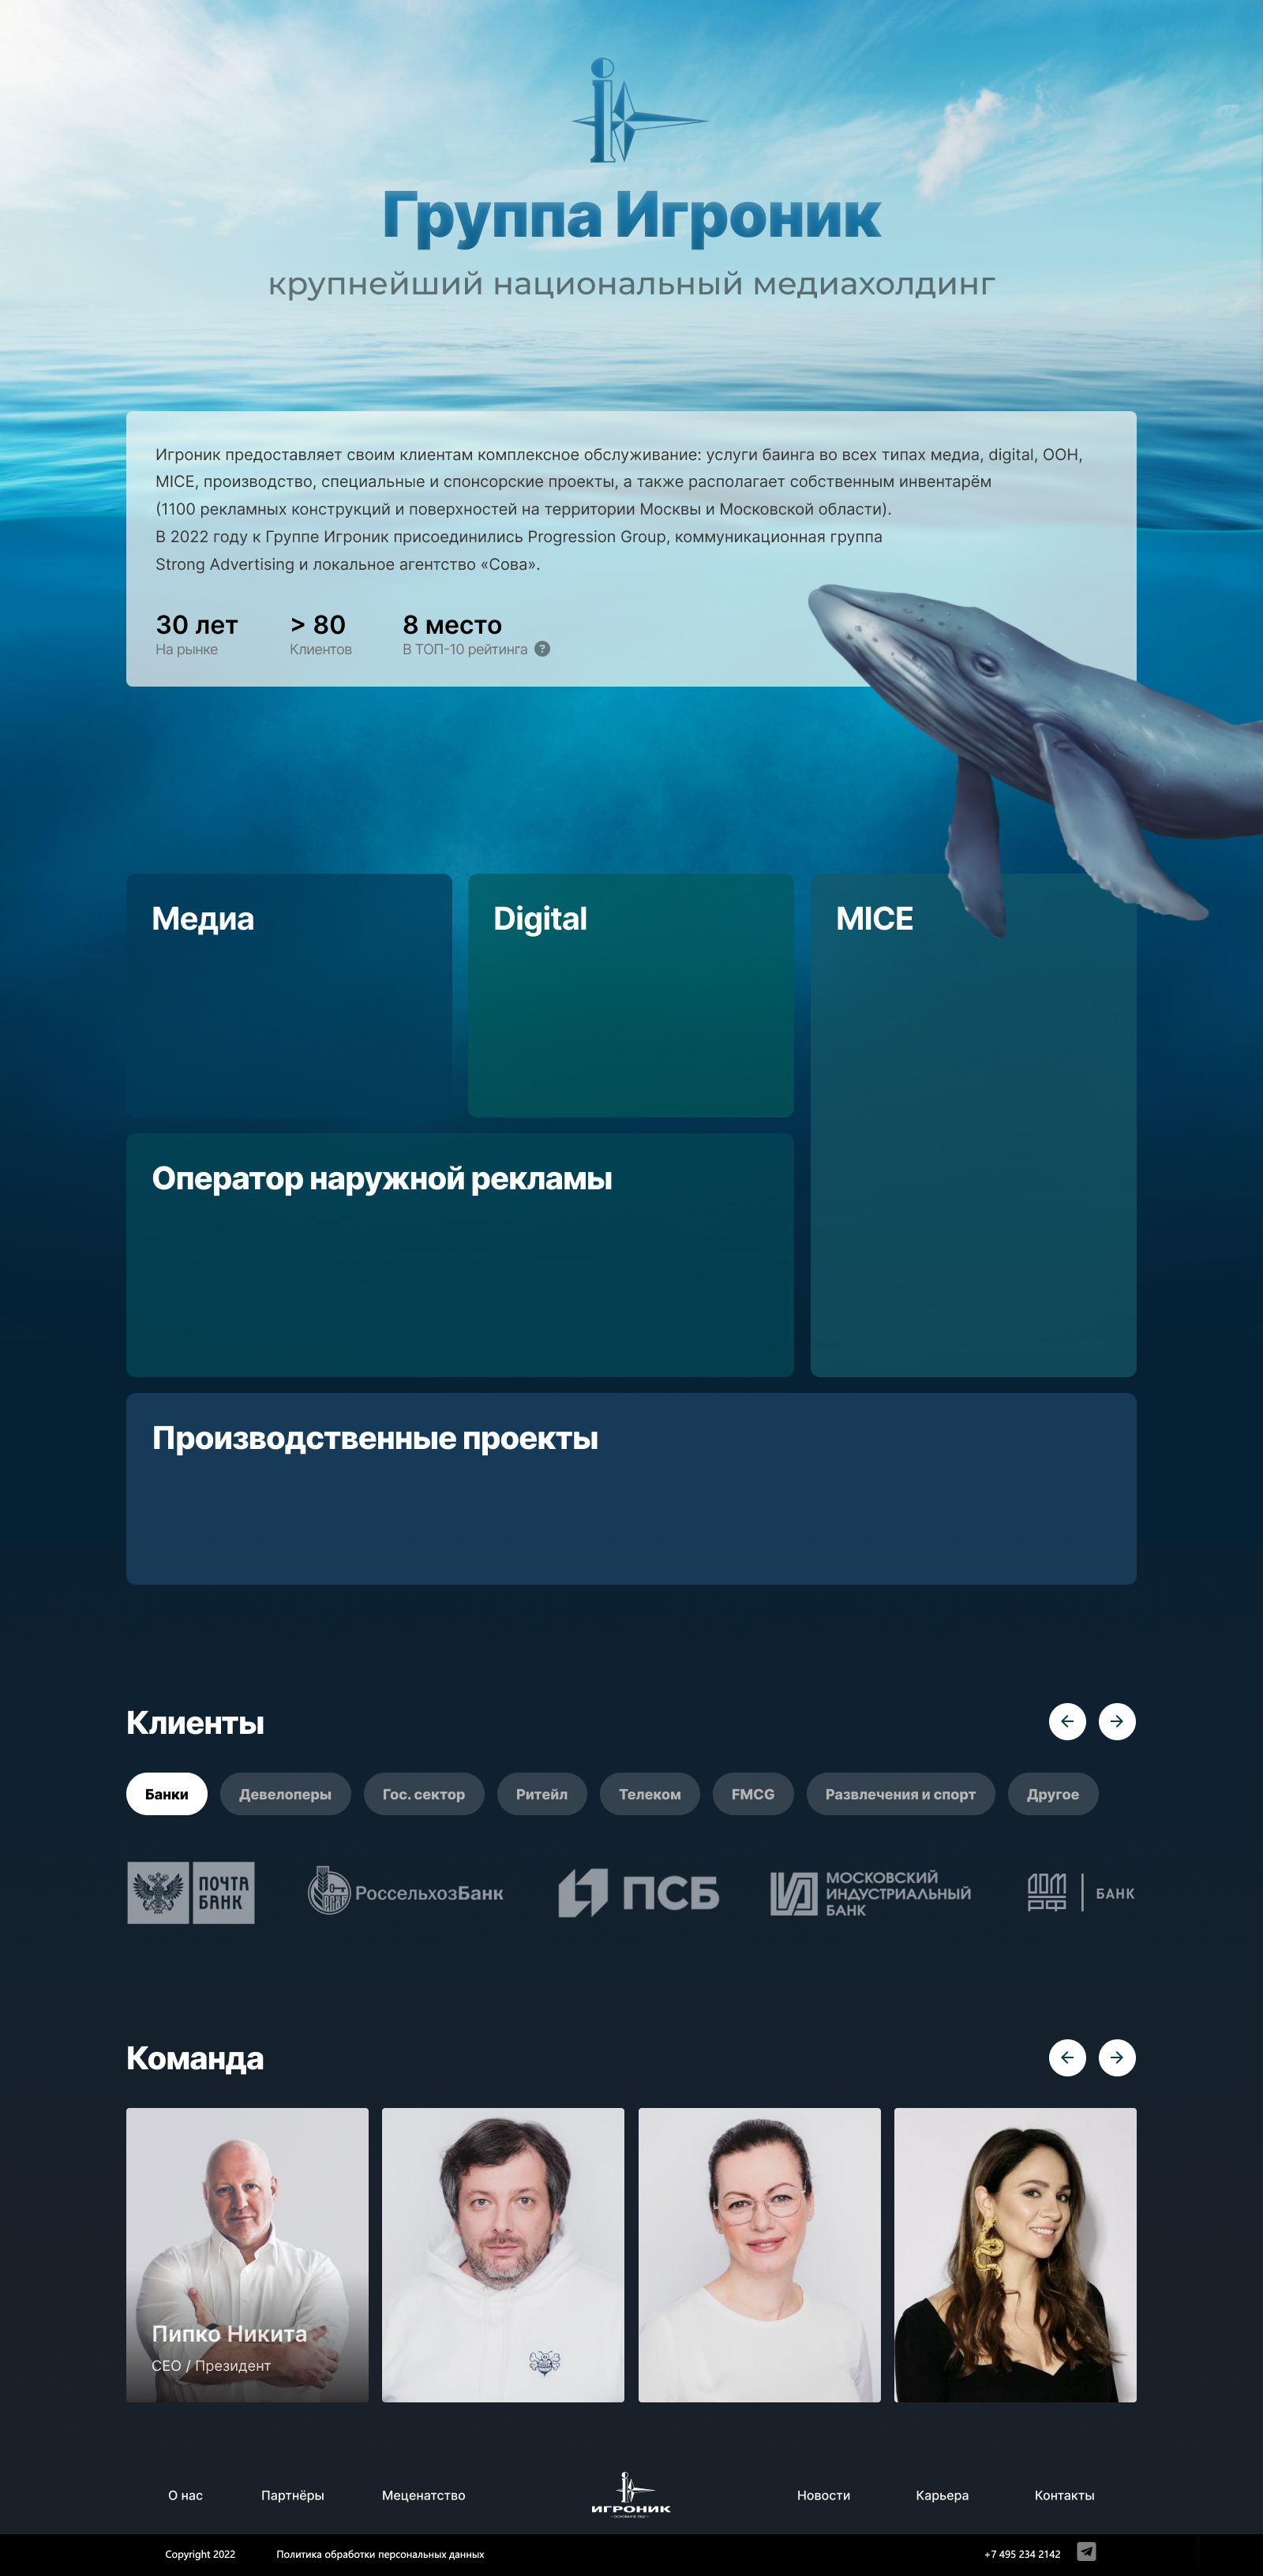 Группа Игроник
крупнейший национальный медиахолдинг
Игроник предоставляет своим клиентам комплексное обслуживание: услуги баинга во всех типах медиа, digital, OOH,
MICE, производство, специальные и спонсорские проекты, а также располагает собственным инвентарём
(1100 рекламных конструкций и поверхностей на территории Москвы и Московской области).
В 2022 году к Группе Игроник присоединились Progression Group, коммуникационная группа
Strong Advertising и локальное агентство «Сова».
30 лет > 80 8 место
На рынке Клиентов В ТОП-10 рейтинга ?
Медиа Digital MICE
Оператор наружной рекламы
Производственные проекты
Клиенты
Банки Девелоперы Гос. сектор Ритейл Телеком FMCG Развлечения и спорт Другое
ПОЧТА
БАНК
РоссельхозБанк
ПСБ
МОСКОВСКИЙ
ИНДУСТРИАЛЬНЫЙ
БАНК
ДОМ
РФ
БАНК
Команда
Пипко Никита
CEO / Президент
О нас Партнёры Меценатство ИГРОНИК Новости Карьера Контакты
Copyright 2022 Политика обработки персональных данных +7 495 234 2142